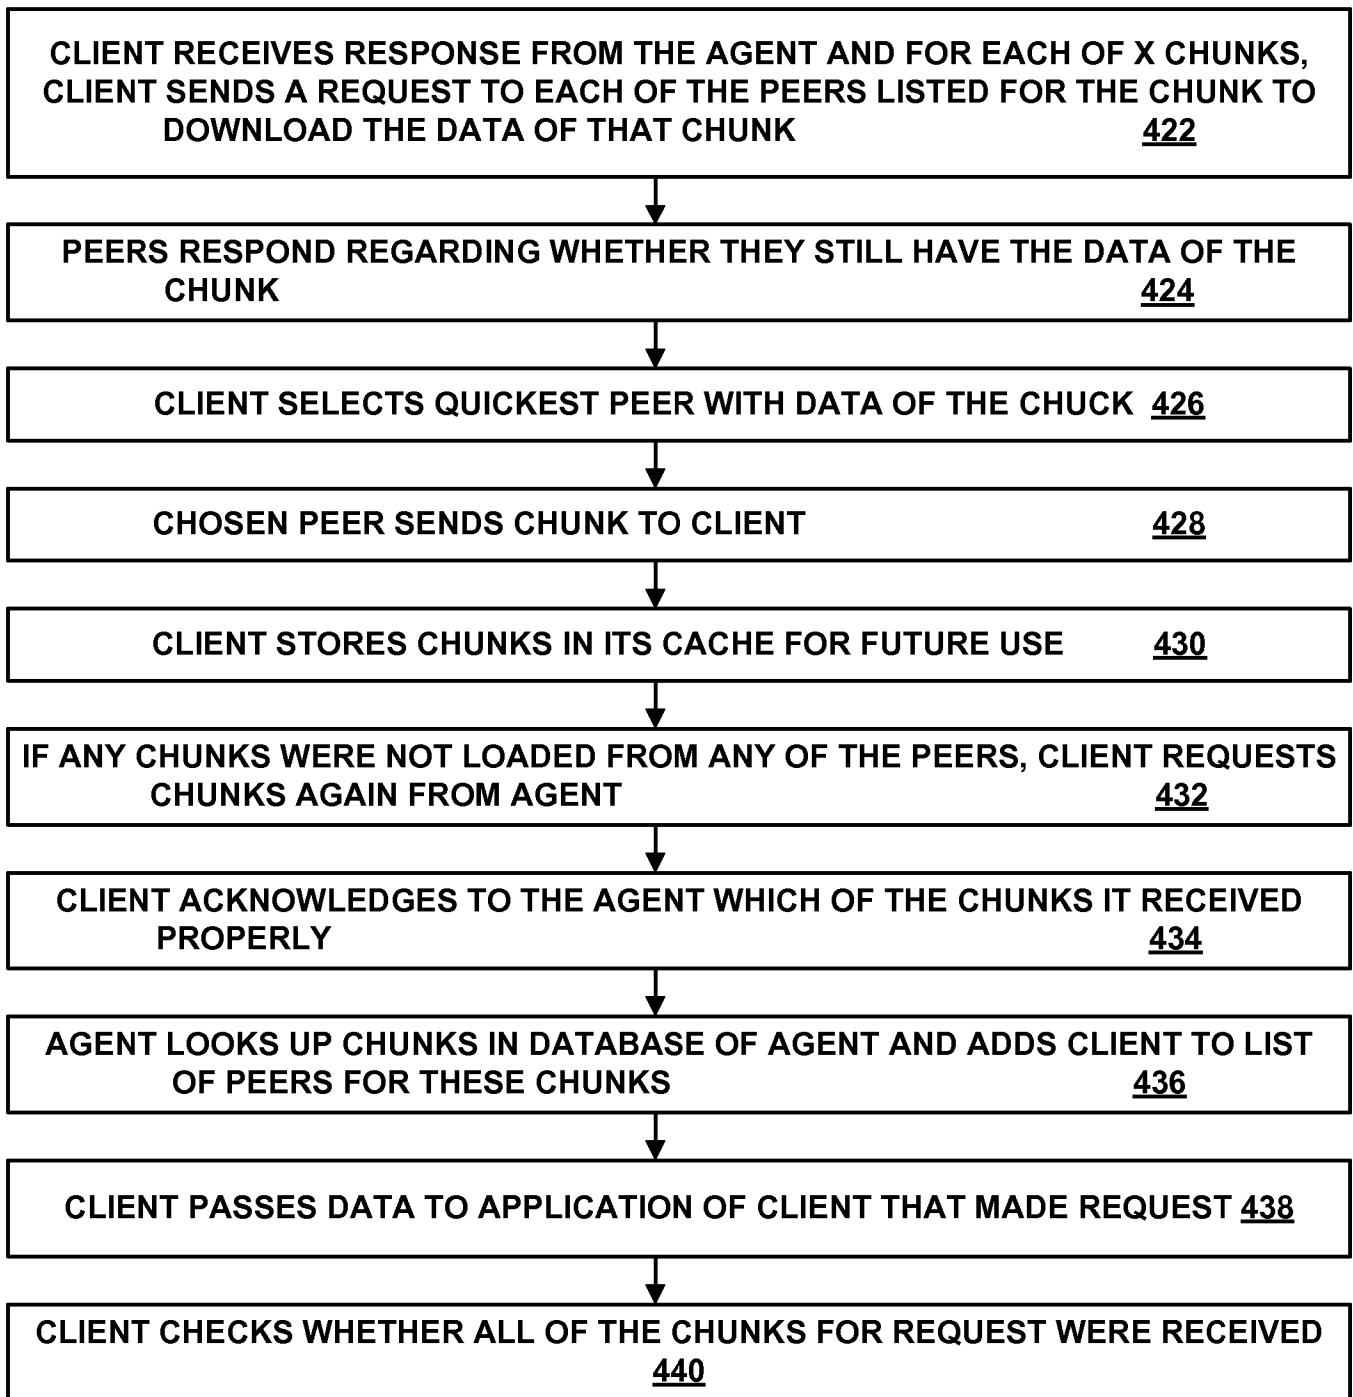 CLIENT RECEIVES RESPONSE FROM THE AGENT AND FOR EACH OF X CHUNKS,
CLIENT SENDS A REQUEST TO EACH OF THE PEERS LISTED FOR THE CHUNK TO
DOWNLOAD THE DATA OF THAT CHUNK 422
PEERS RESPOND REGARDING WHETHER THEY STILL HAVE THE DATA OF THE
CHUNK 424
CLIENT SELECTS QUICKEST PEER WITH DATA OF THE CHUCK 426
CHOSEN PEER SENDS CHUNK TO CLIENT 428
CLIENT STORES CHUNKS IN ITS CACHE FOR FUTURE USE 430
IF ANY CHUNKS WERE NOT LOADED FROM ANY OF THE PEERS, CLIENT REQUESTS
CHUNKS AGAIN FROM AGENT 432
CLIENT ACKNOWLEDGES TO THE AGENT WHICH OF THE CHUNKS IT RECEIVED
PROPERLY 434
AGENT LOOKS UP CHUNKS IN DATABASE OF AGENT AND ADDS CLIENT TO LIST
OF PEERS FOR THESE CHUNKS 436
CLIENT PASSES DATA TO APPLICATION OF CLIENT THAT MADE REQUEST 438
CLIENT CHECKS WHETHER ALL OF THE CHUNKS FOR REQUEST WERE RECEIVED
440